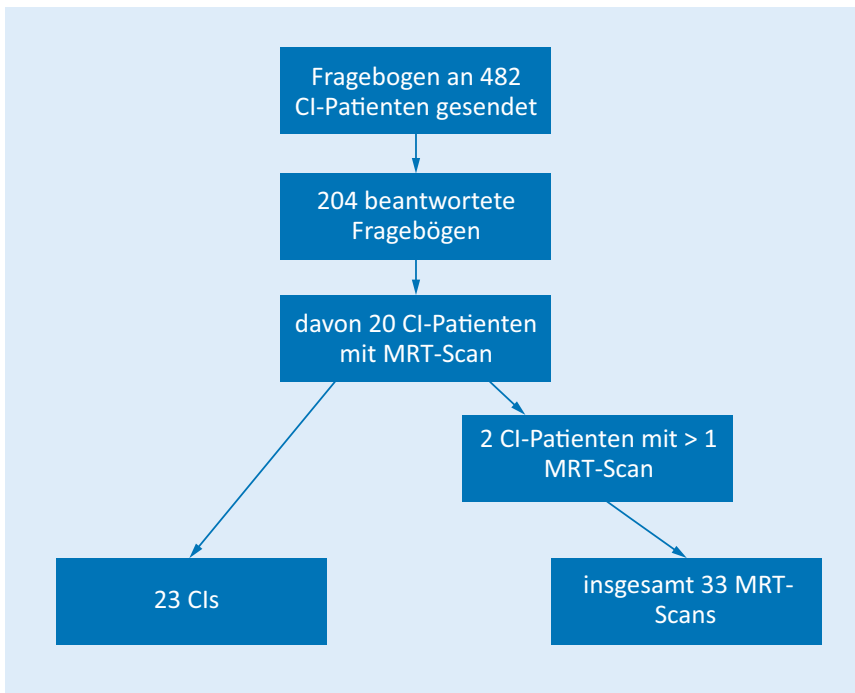 Fragebogen an 482
CI-Patienten gesendet
204 beantwortete
Fragebögen
davon 20 CI-Patienten
mit MRT-Scan
2 CI-Patienten mit > 1
MRT-Scan
23 CIs
insgesamt 33 MRT-
Scans